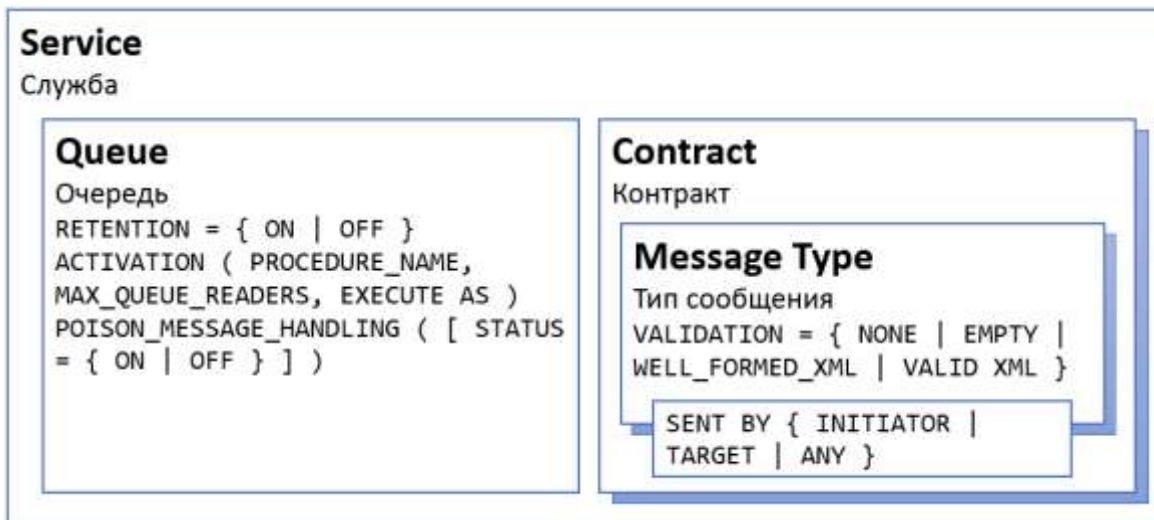 Service
Служба
Queue
Очередь
RETENTION = { ON | OFF }
ACTIVATION ( PROCEDURE_NAME,
MAX_QUEUE_READERS, EXECUTE AS )
POISON_MESSAGE_HANDLING ( [ STATUS
= { ON | OFF } ] )
Contract
Контракт
Message Type
Тип сообщения
VALIDATION = { NONE | EMPTY |
WELL_FORMED_XML | VALID XML }
SENT BY { INITIATOR |
TARGET | ANY }